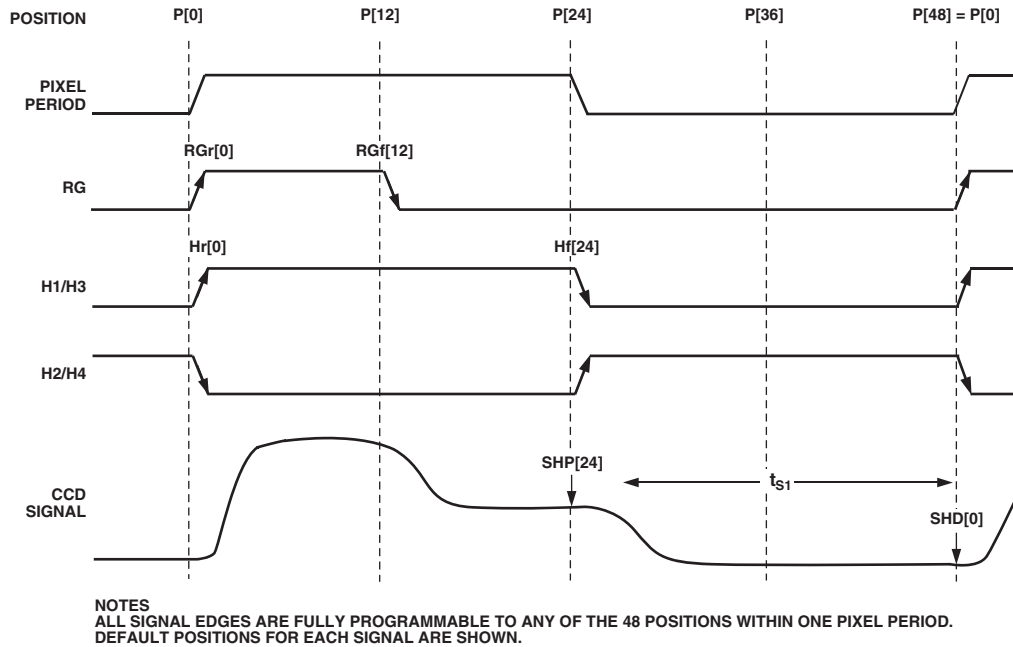 POSITION P[0] P[12] P[24] P[36] P[48] = P[0]
PIXEL
PERIOD
RGr[0] RGf[12]
RG
Hr[0] Hf[24]
H1/H3
H2/H4
SHP[24]
tS1
CCD
SIGNAL
SHD[0]
NOTES
ALL SIGNAL EDGES ARE FULLY PROGRAMMABLE TO ANY OF THE 48 POSITIONS WITHIN ONE PIXEL PERIOD.
DEFAULT POSITIONS FOR EACH SIGNAL ARE SHOWN.